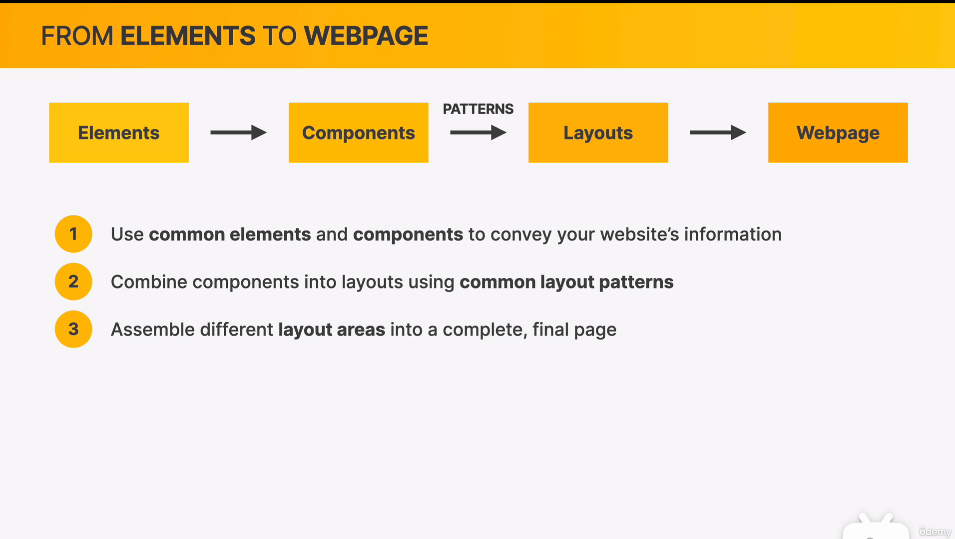 FROM ELEMENTS TO WEBPAGE
PATTERNS
Elements
Components
Layouts
Webpage
1 Use common elements and components to convey your website’s information
2 Combine components into layouts using common layout patterns
3 Assemble different layout areas into a complete, final page
ûdemy